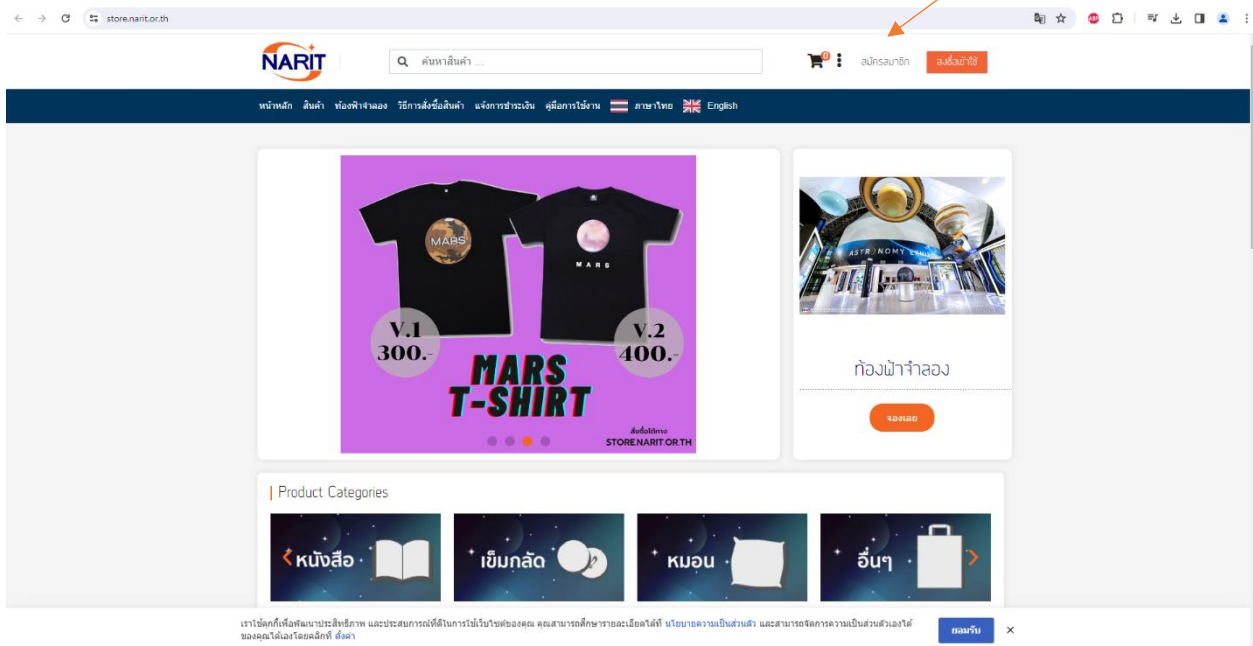 store.narit.or.th
NARIT
ค้นหาสินค้า ...
0
สมัครสมาชิก
ลงชื่อเข้าใช้
หน้าหลัก สินค้า ท้องฟ้าจำลอง วิธีการสั่งซื้อสินค้า แจ้งการชำระเงิน คู่มือการใช้งาน ภาษาไทย English
MARS
MARS
V.1
300.-
V.2
400.-
MARS
T-SHIRT
สั่งซื้อได้ทาง
STORE.NARIT.OR.TH
ASTRONOMY
ท้องฟ้าจำลอง
จองเลย
Product Categories
หนังสือ
เข็มกลัด
หมอน
อื่นๆ
เราใช้คุกกี้เพื่อพัฒนาประสิทธิภาพ และประสบการณ์ที่ดีในการใช้เว็บไซต์ของคุณ คุณสามารถศึกษารายละเอียดได้ที่ นโยบายความเป็นส่วนตัว และสามารถจัดการความเป็นส่วนตัวเองได้
ของคุณได้เองโดยคลิกที่ ตั้งค่า
ยอมรับ